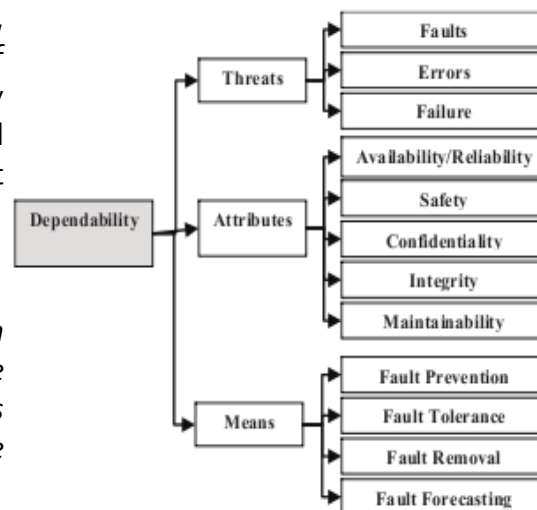 Dependability
Threats
Faults
Errors
Failure
Attributes
Availability/Reliability
Safety
Confidentiality
Integrity
Maintainability
Means
Fault Prevention
Fault Tolerance
Fault Removal
Fault Forecasting